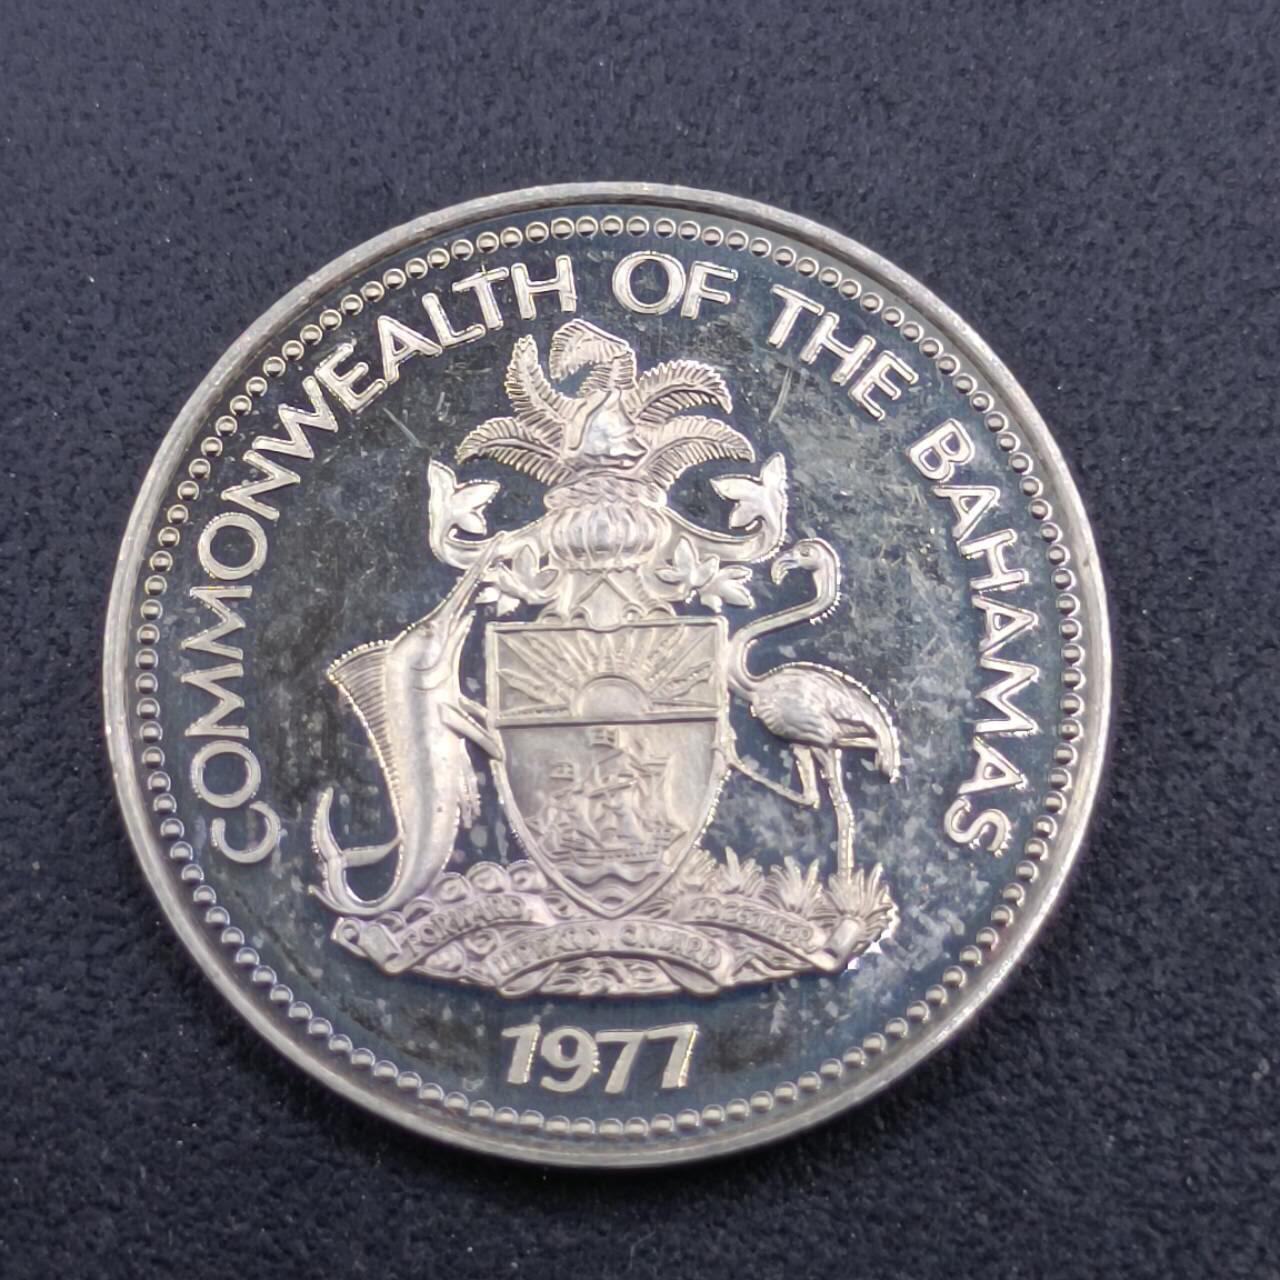 COMMONWEALTH OF THE BAHAMAS
FORWARD, UPWARD, ONWARD TOGETHER
1977